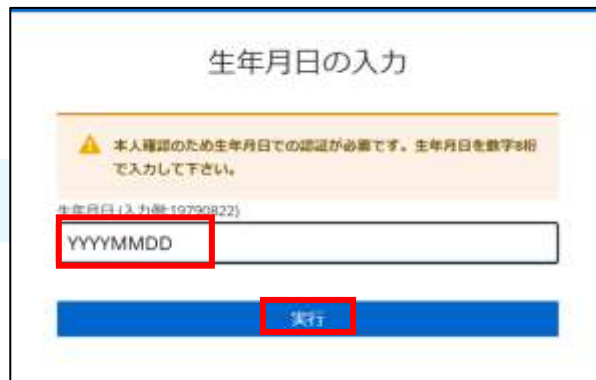 生年月日の入力
本人確認のため生年月日での認証が必要です。生年月日を数字8桁
で入力して下さい。
生年月日 (入力例:19790822)
YYYYMMDD
実行